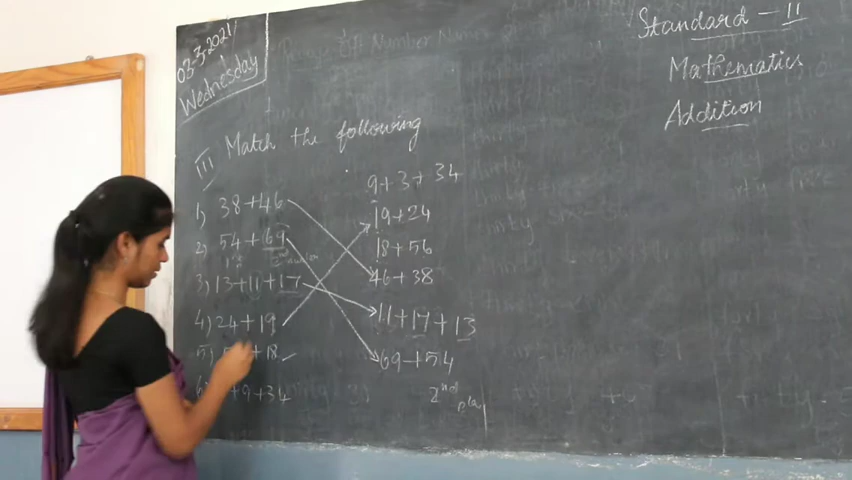 03-3-2021
Wednesday
Standard - II
Mathematics
Addition
III Match the following
1) 38+46
2) 54+69
3) 13+11+17
4) 24+19
5) +18
6) +9+34
9+3+34
19+24
18+56
46+38
11+17+13
69+54
2nd